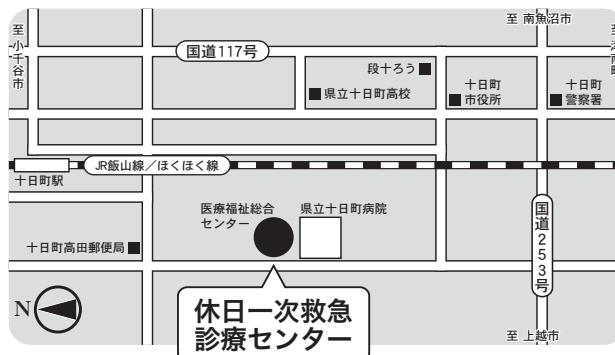 至 南魚沼市
至 小千谷市
至 津南町
国道117号
段十ろう
県立十日町高校
十日町
市役所
十日町
警察署
JR飯山線／ほくほく線
十日町駅
医療福祉総合
センター
県立十日町病院
十日町高田郵便局
国道253号
休日一次救急
診療センター
N
至 上越市